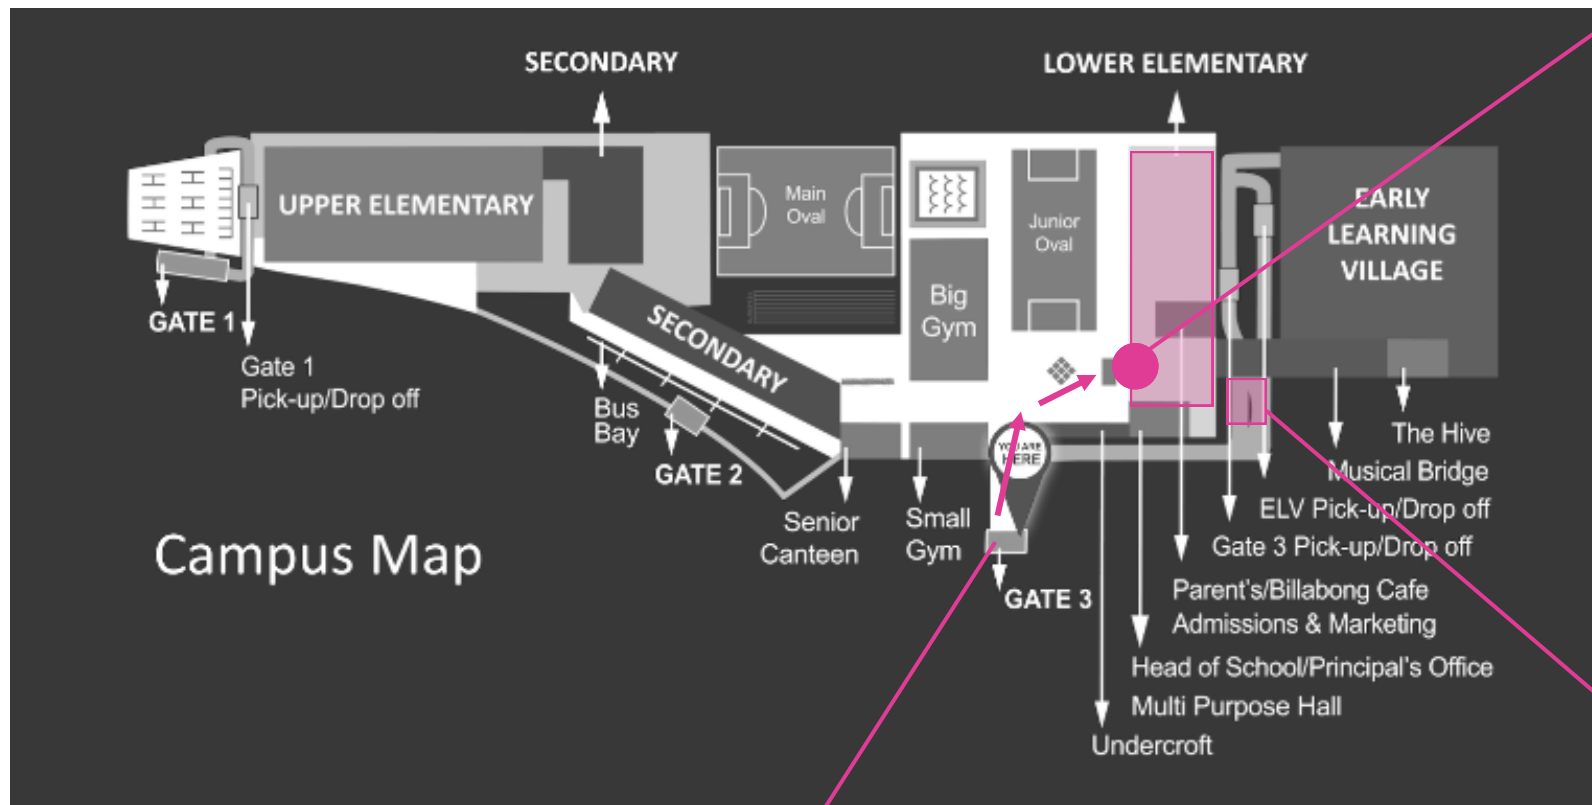 SECONDARY
LOWER ELEMENTARY
UPPER ELEMENTARY
Main
Oval
Junior
Oval
EARLY
LEARNING
VILLAGE
Big
Gym
GATE 1
SECONDARY
Gate 1
Pick-up/Drop off
Bus
Bay
GATE 2
YOU ARE
HERE
The Hive
Musical Bridge
ELV Pick-up/Drop off
Gate 3 Pick-up/Drop off
Senior
Canteen
Small
Gym
Campus Map
GATE 3
Parent's/Billabong Cafe
Admissions & Marketing
Head of School/Principal's Office
Multi Purpose Hall
Undercroft